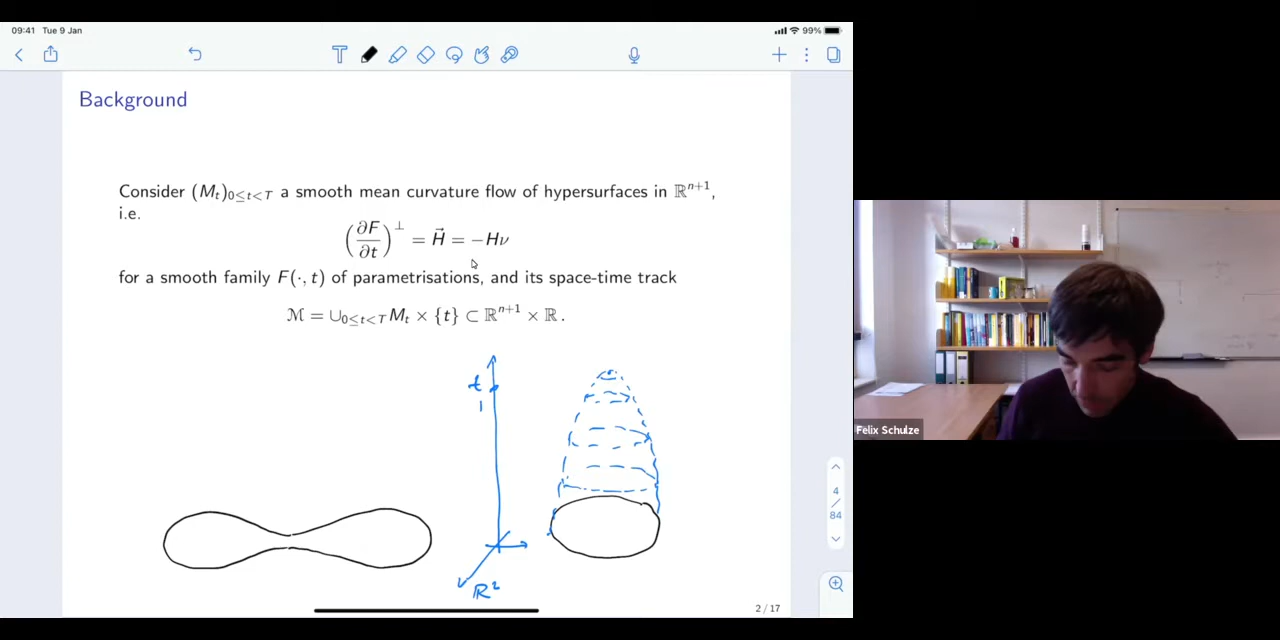 09:41 Tue 9 Jan
99%
Background
Consider (M_t)_{0≤t<T} a smooth mean curvature flow of hypersurfaces in ℝ^{n+1},
i.e.
(∂F/∂t)^⊥ = H⃗ = −Hν
for a smooth family F(·, t) of parametrisations, and its space-time track
ℳ = ∪_{0≤t<T} M_t × {t} ⊂ ℝ^{n+1} × ℝ .
t
1
ℝ²
4
/
84
2 / 17
Felix Schulze